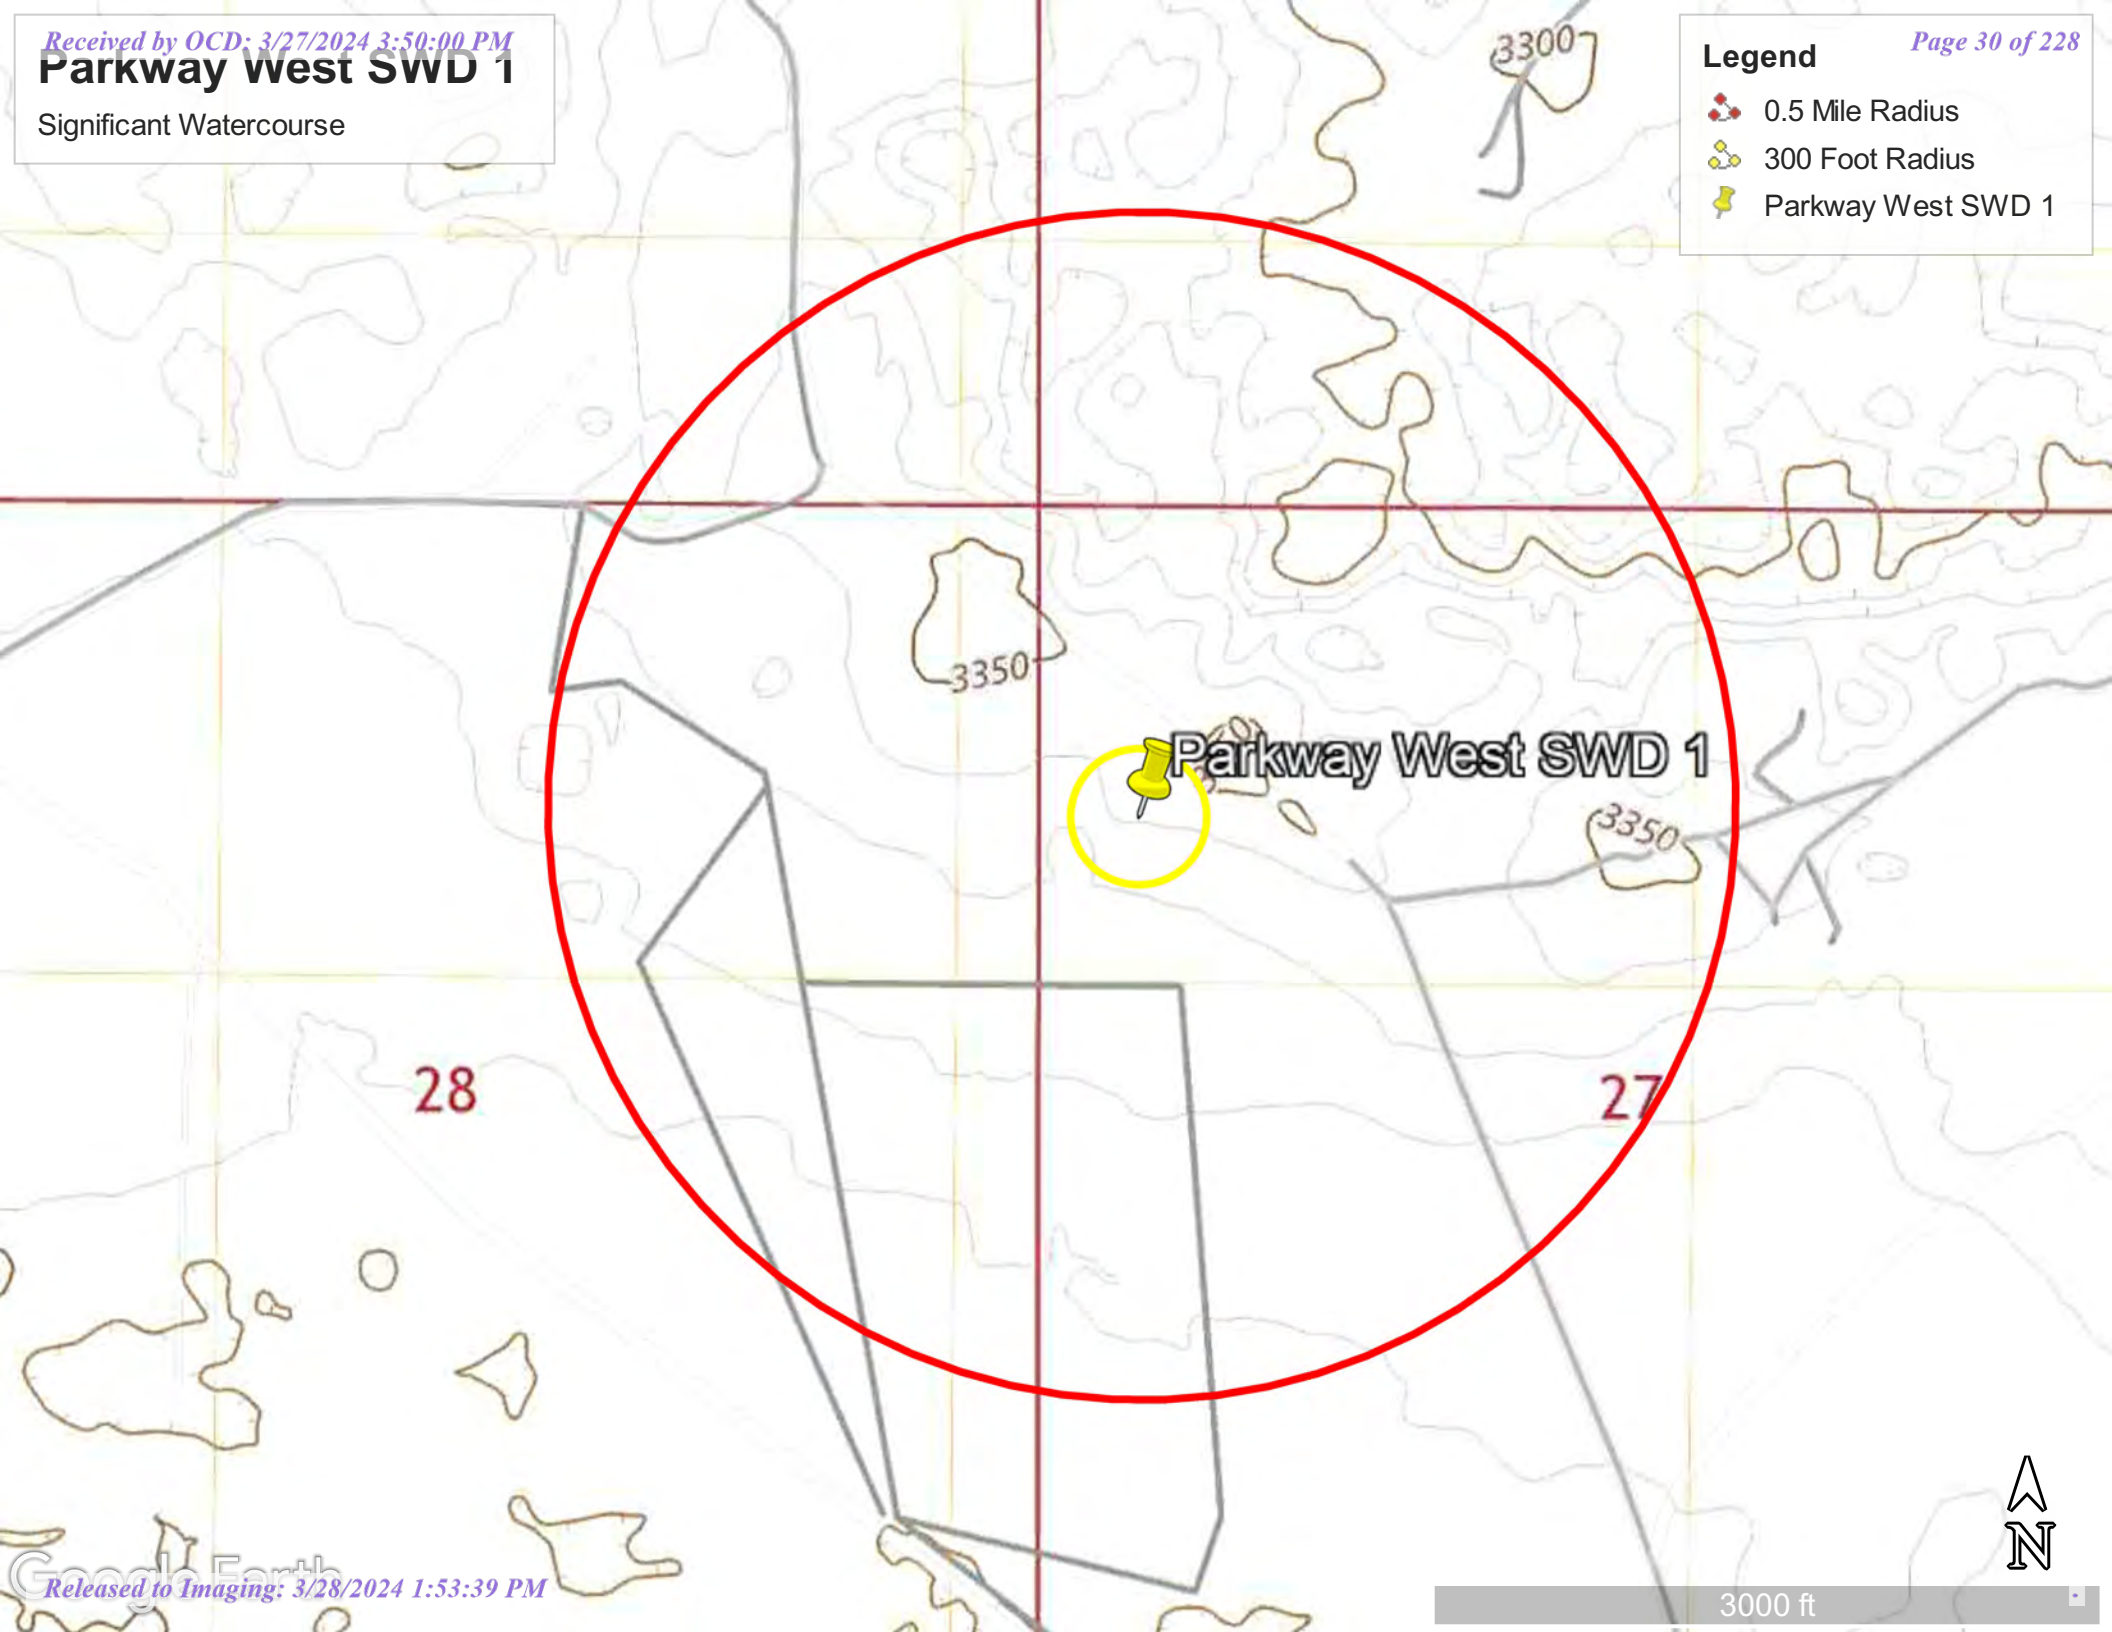 Received by OCD: 3/27/2024 3:50:00 PM
Parkway West SWD 1
Significant Watercourse
Page 30 of 228
Legend
0.5 Mile Radius
300 Foot Radius
Parkway West SWD 1
3300
3350
Parkway West SWD 1
3350
28
27
N
Google Earth
Released to Imaging: 3/28/2024 1:53:39 PM
3000 ft